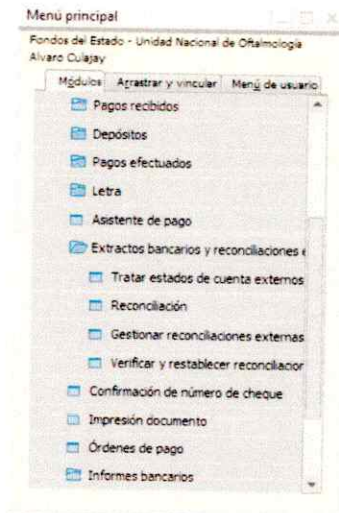 Menú principal
Fondos del Estado - Unidad Nacional de Oftalmología
Alvaro Culajay
Módulos Arrastrar y vincular Menú de usuario
Pagos recibidos
Depósitos
Pagos efectuados
Letra
Asistente de pago
Extractos bancarios y reconciliaciones e
Tratar estados de cuenta externos
Reconciliación
Gestionar reconciliaciones externas
Verificar y restablecer reconciliacior
Confirmación de número de cheque
Impresión documento
Órdenes de pago
Informes bancarios